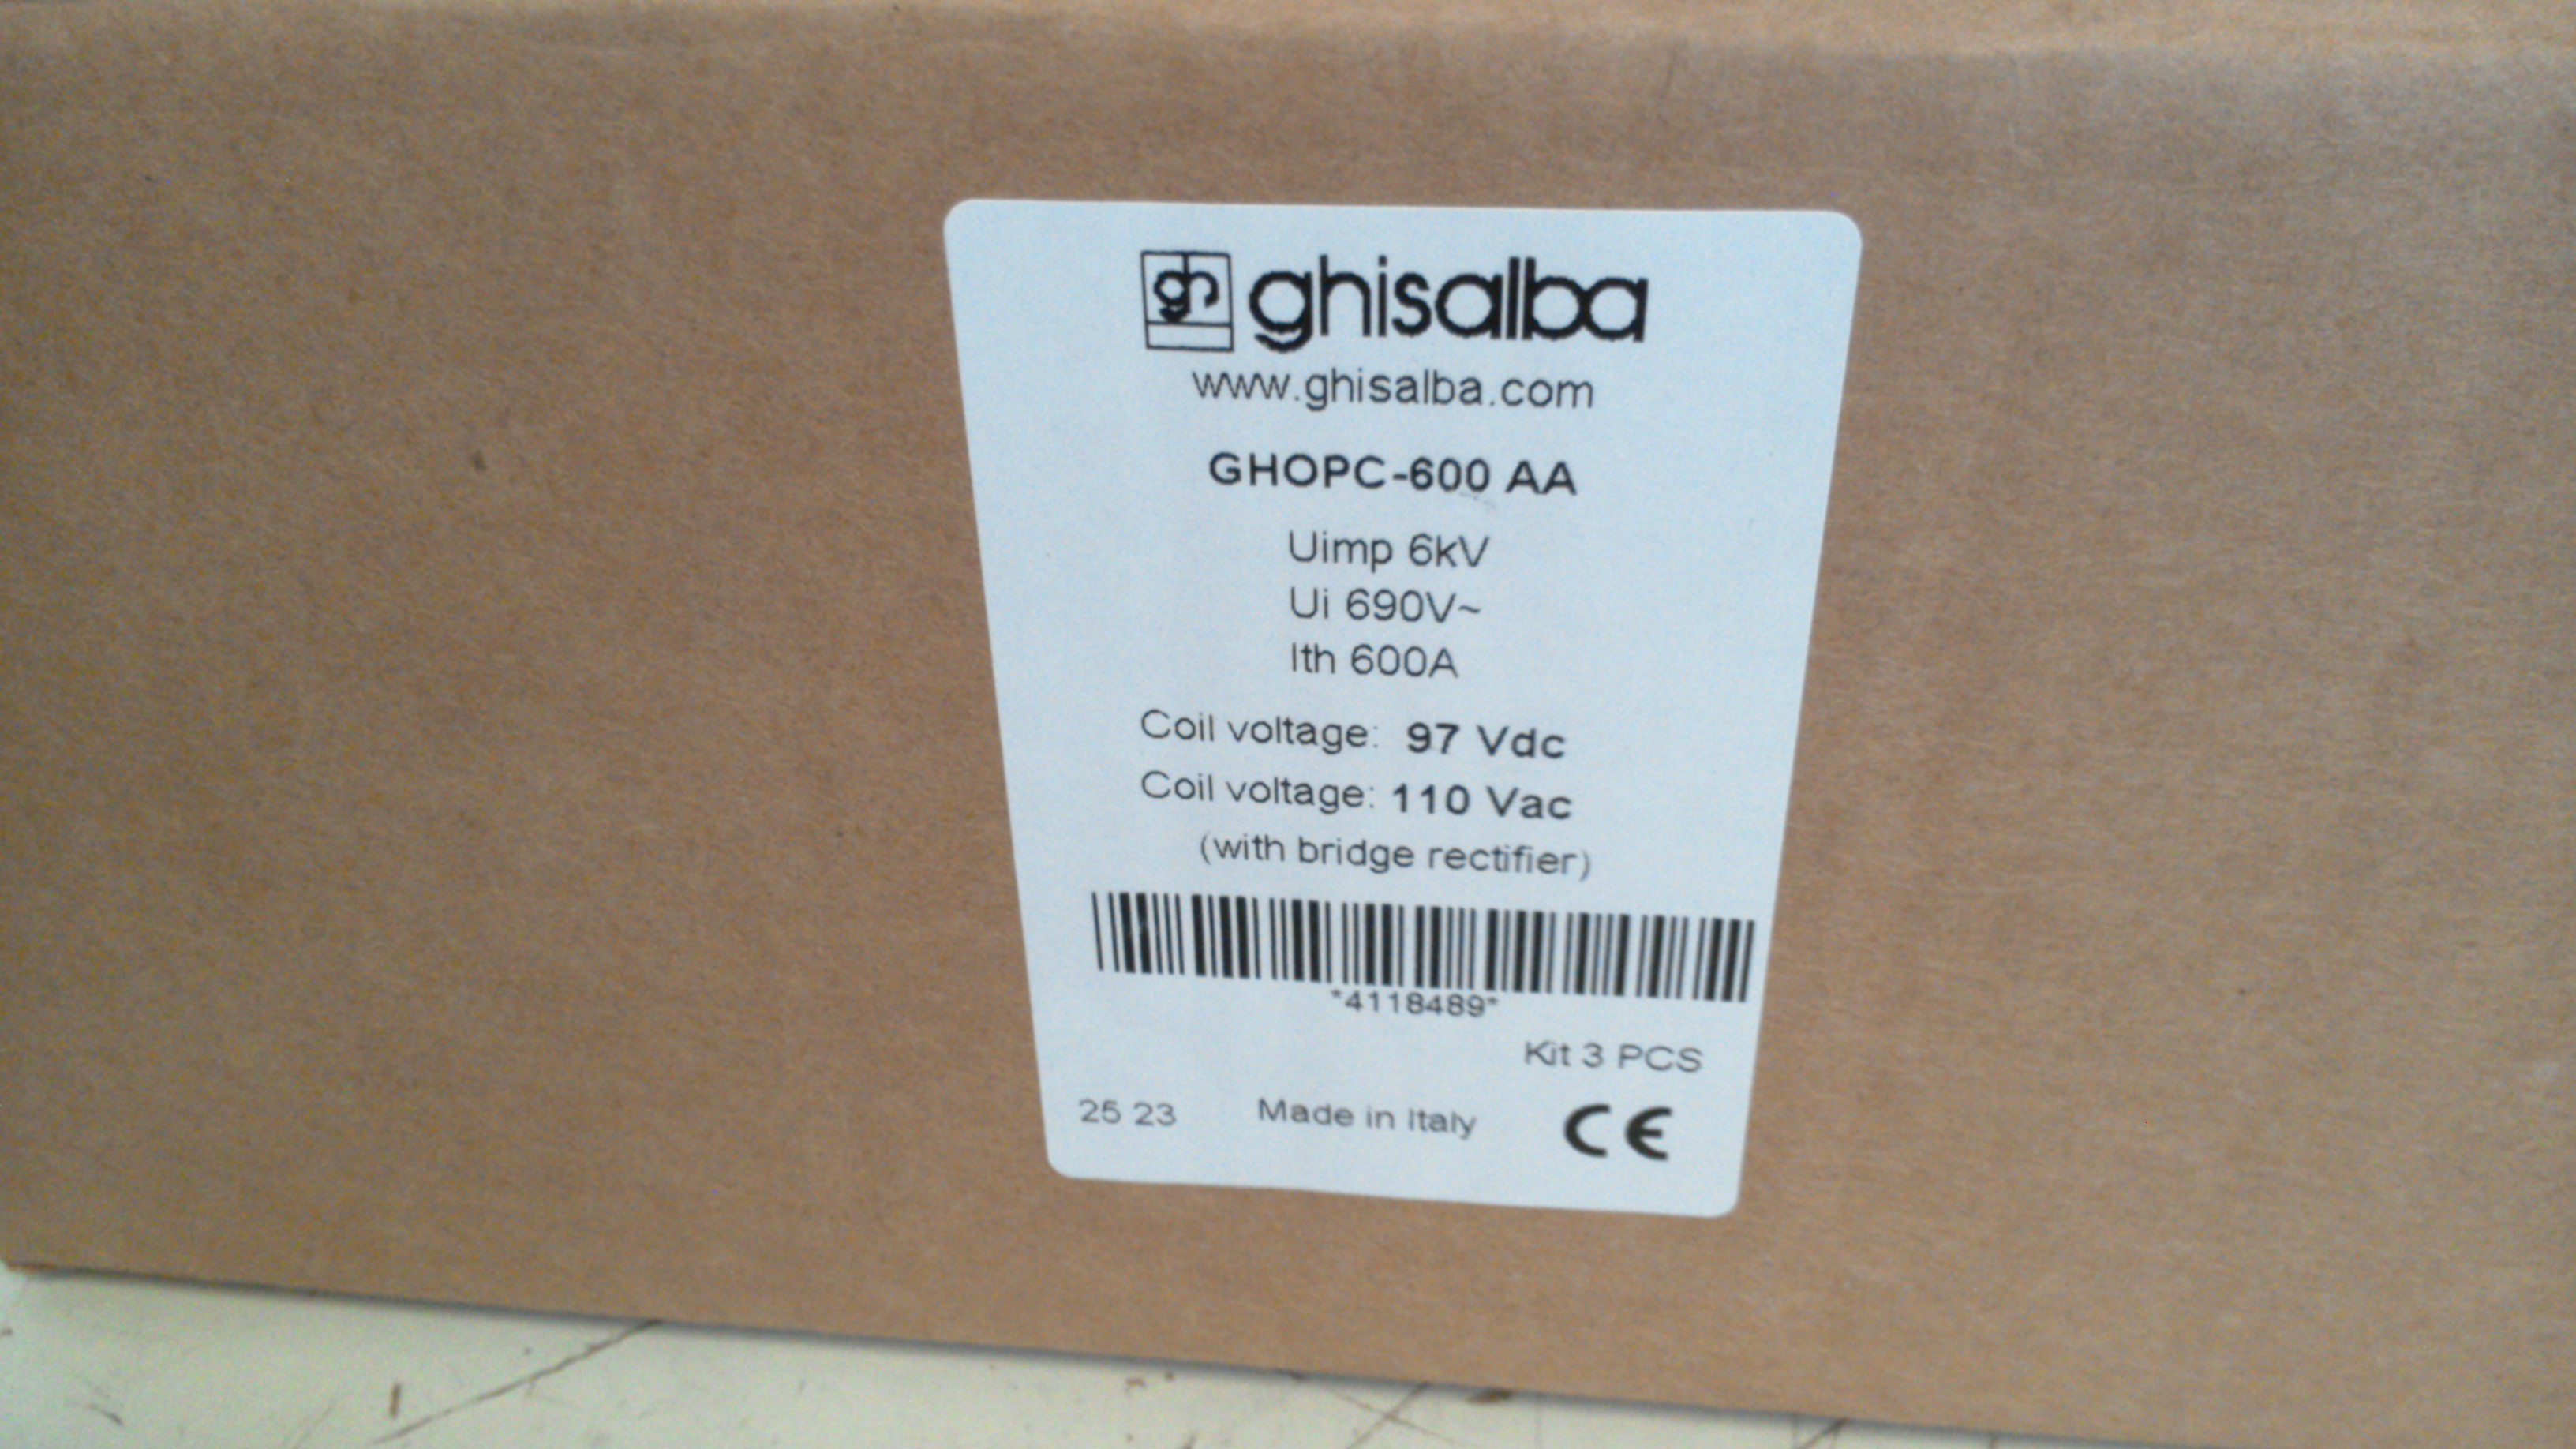 gh ghisalba
www.ghisalba.com
GHOPC-600 AA
Uimp 6kV
Ui 690V~
Ith 600A
Coil voltage: 97 Vdc
Coil voltage: 110 Vac
(with bridge rectifier)
*4118489*
Kit 3 PCS
25 23 Made in Italy CE